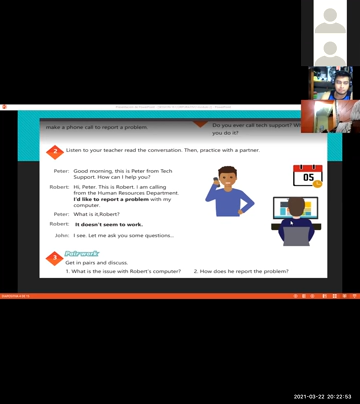 make a phone call to report a problem.
Do you ever call tech support?
you do it?
2 Listen to your teacher read the conversation. Then, practice with a partner.
Peter: Good morning, this is Peter from Tech
Support. How can I help you?
Robert: Hi, Peter. This is Robert. I am calling
from the Human Resources Department.
I'd like to report a problem with my
computer.
Peter: What is it,Robert?
Robert: It doesn't seem to work.
John: I see. Let me ask you some questions...
05
3 Pair work
Get in pairs and discuss.
1. What is the issue with Robert's computer? 2. How does he report the problem?
2021-03-22 20:22:53